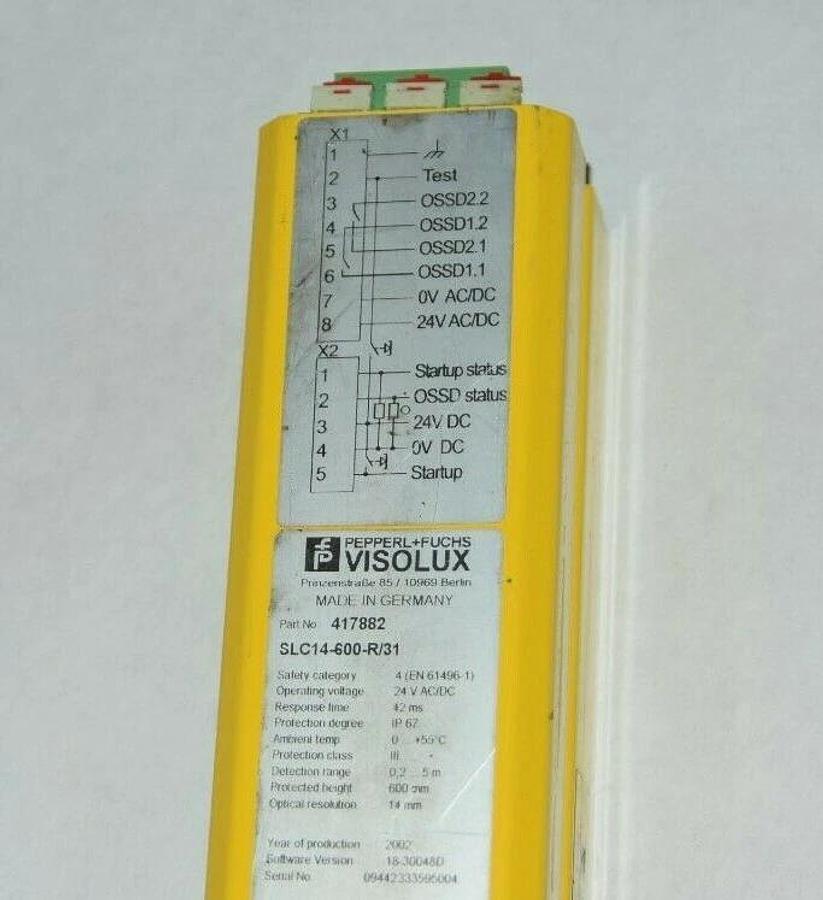 X1
1
2 Test
3 OSSD2.2
4 OSSD1.2
5 OSSD2.1
6 OSSD1.1
7 0V AC/DC
8 24V AC/DC
X2
1 Startup status
2 OSSD status
3 24V DC
4 0V DC
5 Startup
PEPPERL+FUCHS
VISOLUX
Prinzenstraße 85 / 10969 Berlin
MADE IN GERMANY
Part No 417882
SLC14-600-R/31
Safety category 4 (EN 61496-1)
Operating voltage 24 V AC/DC
Response time 42 ms
Protection degree IP 67
Ambient temp 0 ... +55°C
Protection class III
Detection range 0,2 ... 5 m
Protected height 600 mm
Optical resolution 14 mm
Year of production 2002
Software Version 18-30048D
Serial No. 09442333595004